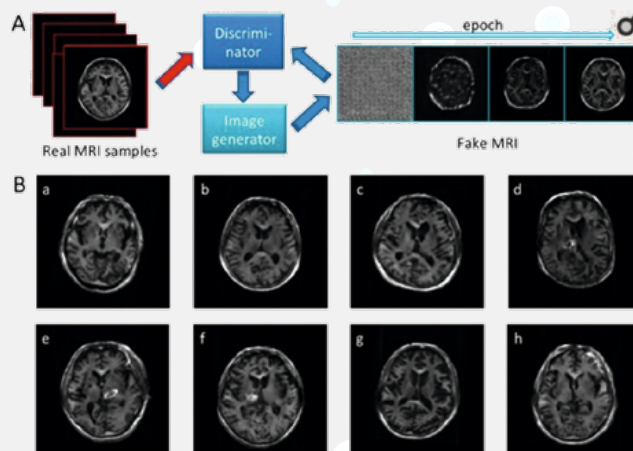 A
Discrimi-
nator
epoch
Image
generator
Real MRI samples
Fake MRI
B
a
b
c
d
e
f
g
h